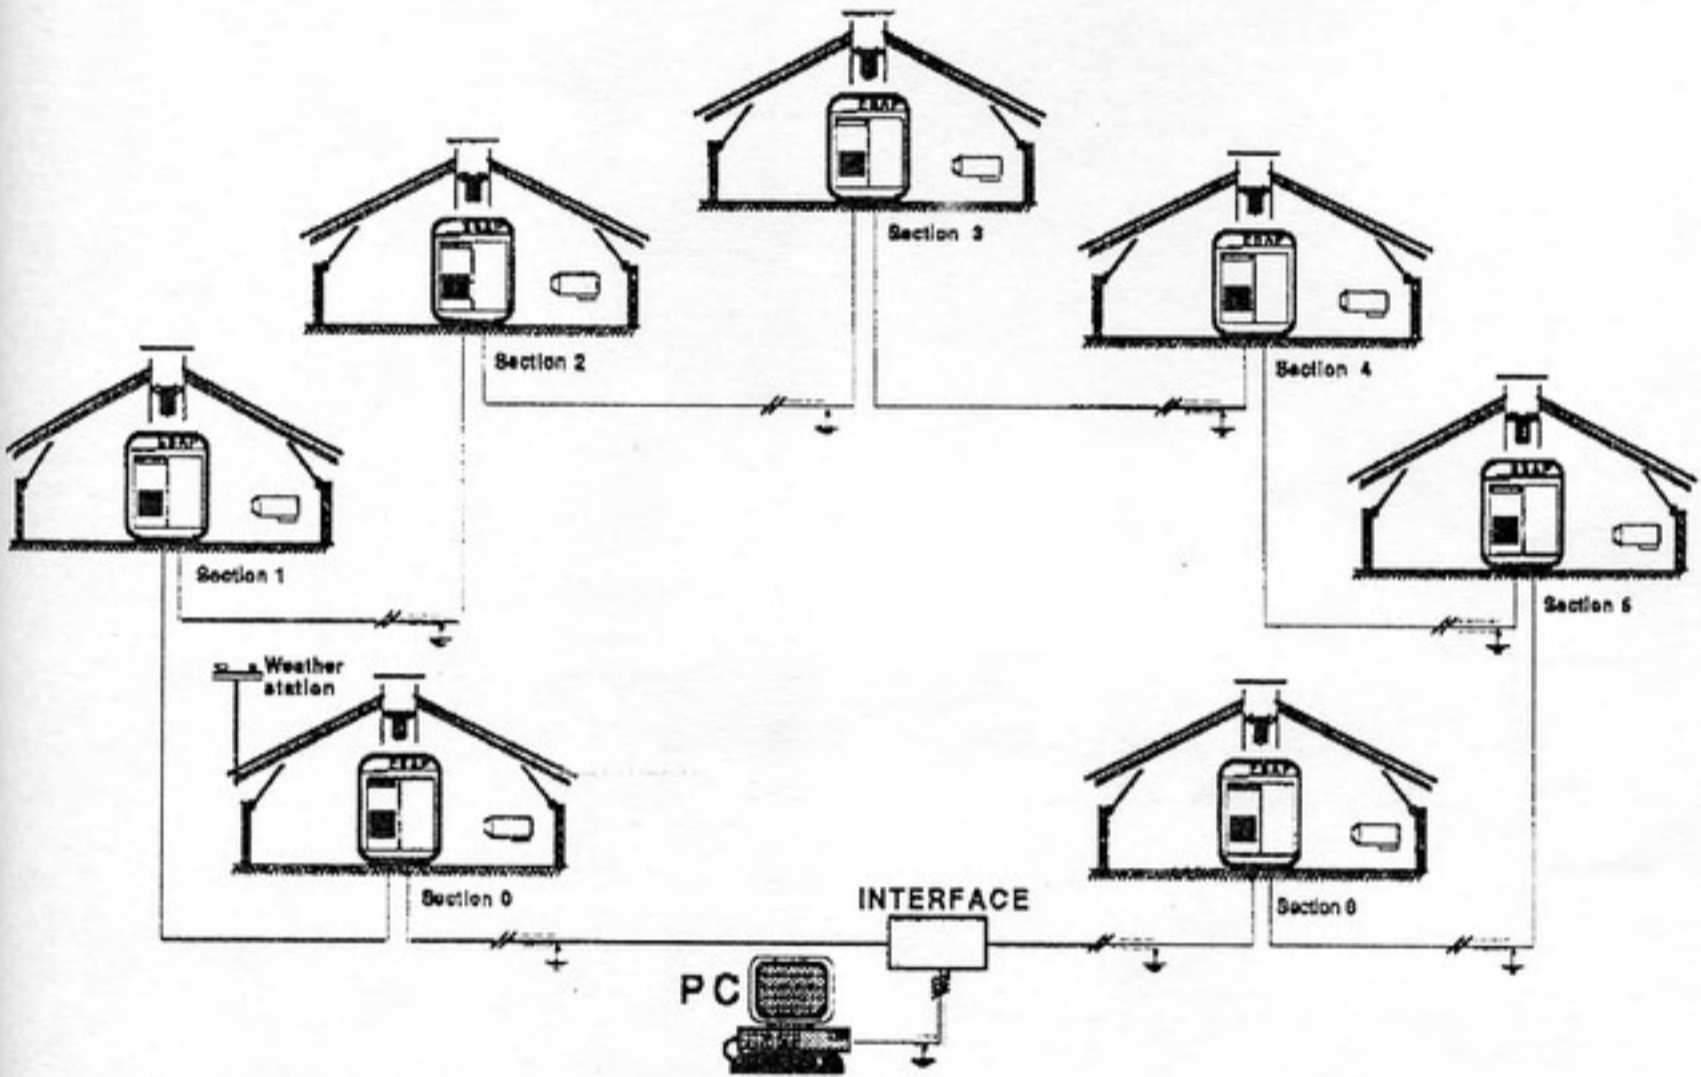 Section 3
Section 2
Section 4
Section 1
Section 5
Weather
station
Section 0
INTERFACE
Section 6
PC